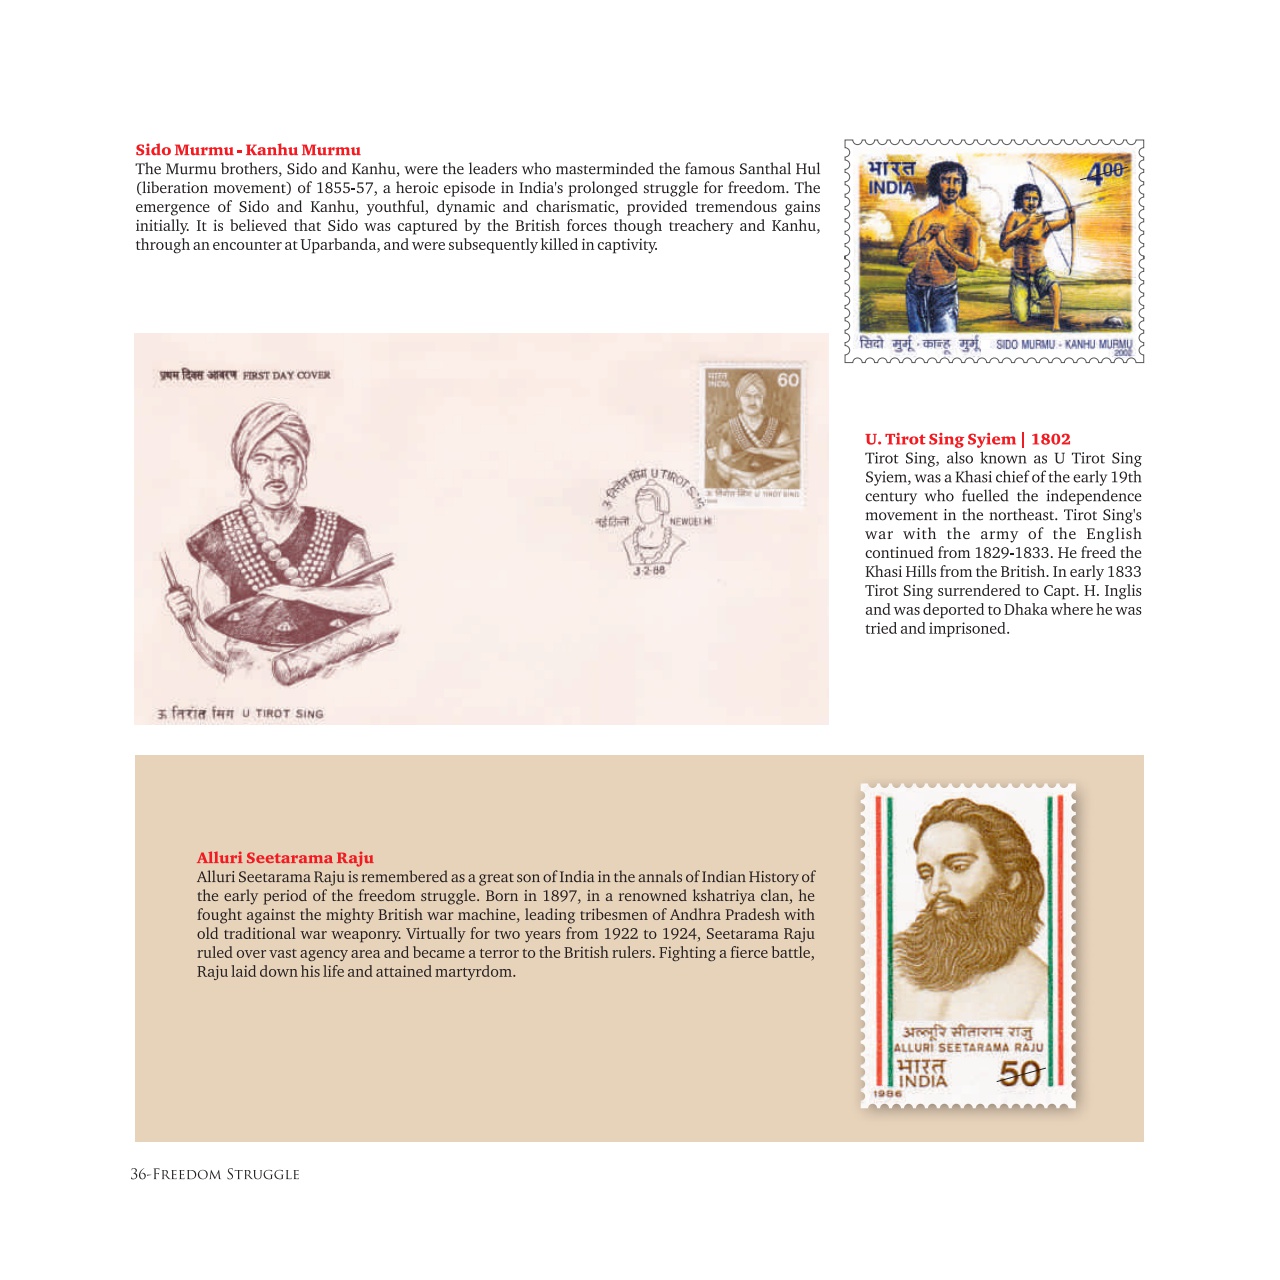 Sido Murmu - Kanhu Murmu
The Murmu brothers, Sido and Kanhu, were the leaders who masterminded the famous Santhal Hul
(liberation movement) of 1855-57, a heroic episode in India's prolonged struggle for freedom. The
emergence of Sido and Kanhu, youthful, dynamic and charismatic, provided tremendous gains
initially. It is believed that Sido was captured by the British forces though treachery and Kanhu,
through an encounter at Uparbanda, and were subsequently killed in captivity.
भारत
INDIA
400
सिदो मुर्मू - कान्हू मुर्मू SIDO MURMU - KANHU MURMU
2002
प्रथम दिवस आवरण FIRST DAY COVER
भारत
INDIA
60
ऊ तिरोत सिंग U TIROT SING
1988
ऊ तिरोत सिंग U TIROT SING
नई दिल्ली NEW DELHI
3-2-88
ऊ तिरोत सिंग U TIROT SING
U. Tirot Sing Syiem | 1802
Tirot Sing, also known as U Tirot Sing
Syiem, was a Khasi chief of the early 19th
century who fuelled the independence
movement in the northeast. Tirot Sing's
war with the army of the English
continued from 1829-1833. He freed the
Khasi Hills from the British. In early 1833
Tirot Sing surrendered to Capt. H. Inglis
and was deported to Dhaka where he was
tried and imprisoned.
Alluri Seetarama Raju
Alluri Seetarama Raju is remembered as a great son of India in the annals of Indian History of
the early period of the freedom struggle. Born in 1897, in a renowned kshatriya clan, he
fought against the mighty British war machine, leading tribesmen of Andhra Pradesh with
old traditional war weaponry. Virtually for two years from 1922 to 1924, Seetarama Raju
ruled over vast agency area and became a terror to the British rulers. Fighting a fierce battle,
Raju laid down his life and attained martyrdom.
अल्लूरि सीताराम राजु
ALLURI SEETARAMA RAJU
भारत
INDIA
50
1986
36-Freedom Struggle